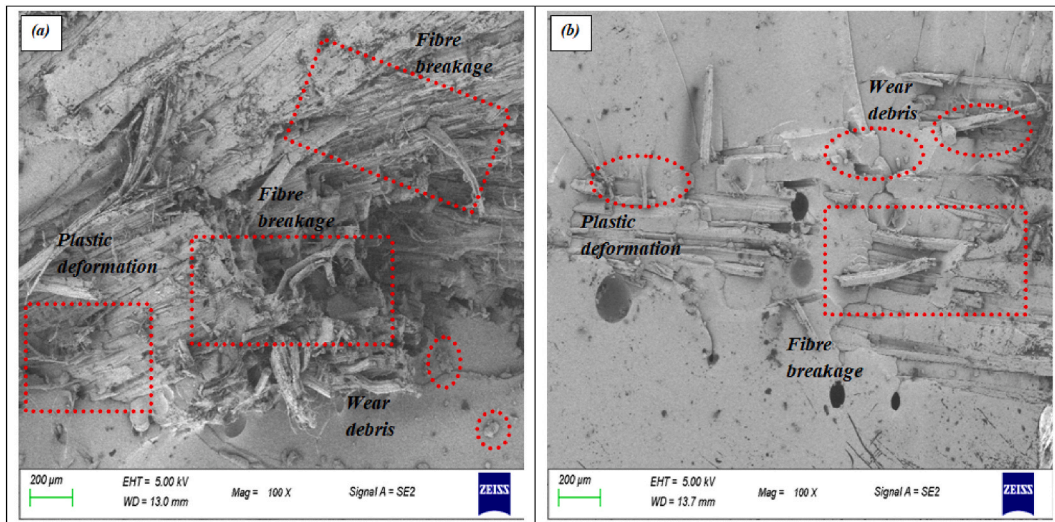 (a)
Fibre
breakage
Fibre
breakage
Plastic
deformation
Wear
debris
200 µm
EHT = 5.00 kV
WD = 13.0 mm
Mag = 100 X
Signal A = SE2
ZEISS
(b)
Wear
debris
Plastic
deformation
Fibre
breakage
200 µm
EHT = 5.00 kV
WD = 13.7 mm
Mag = 100 X
Signal A = SE2
ZEISS